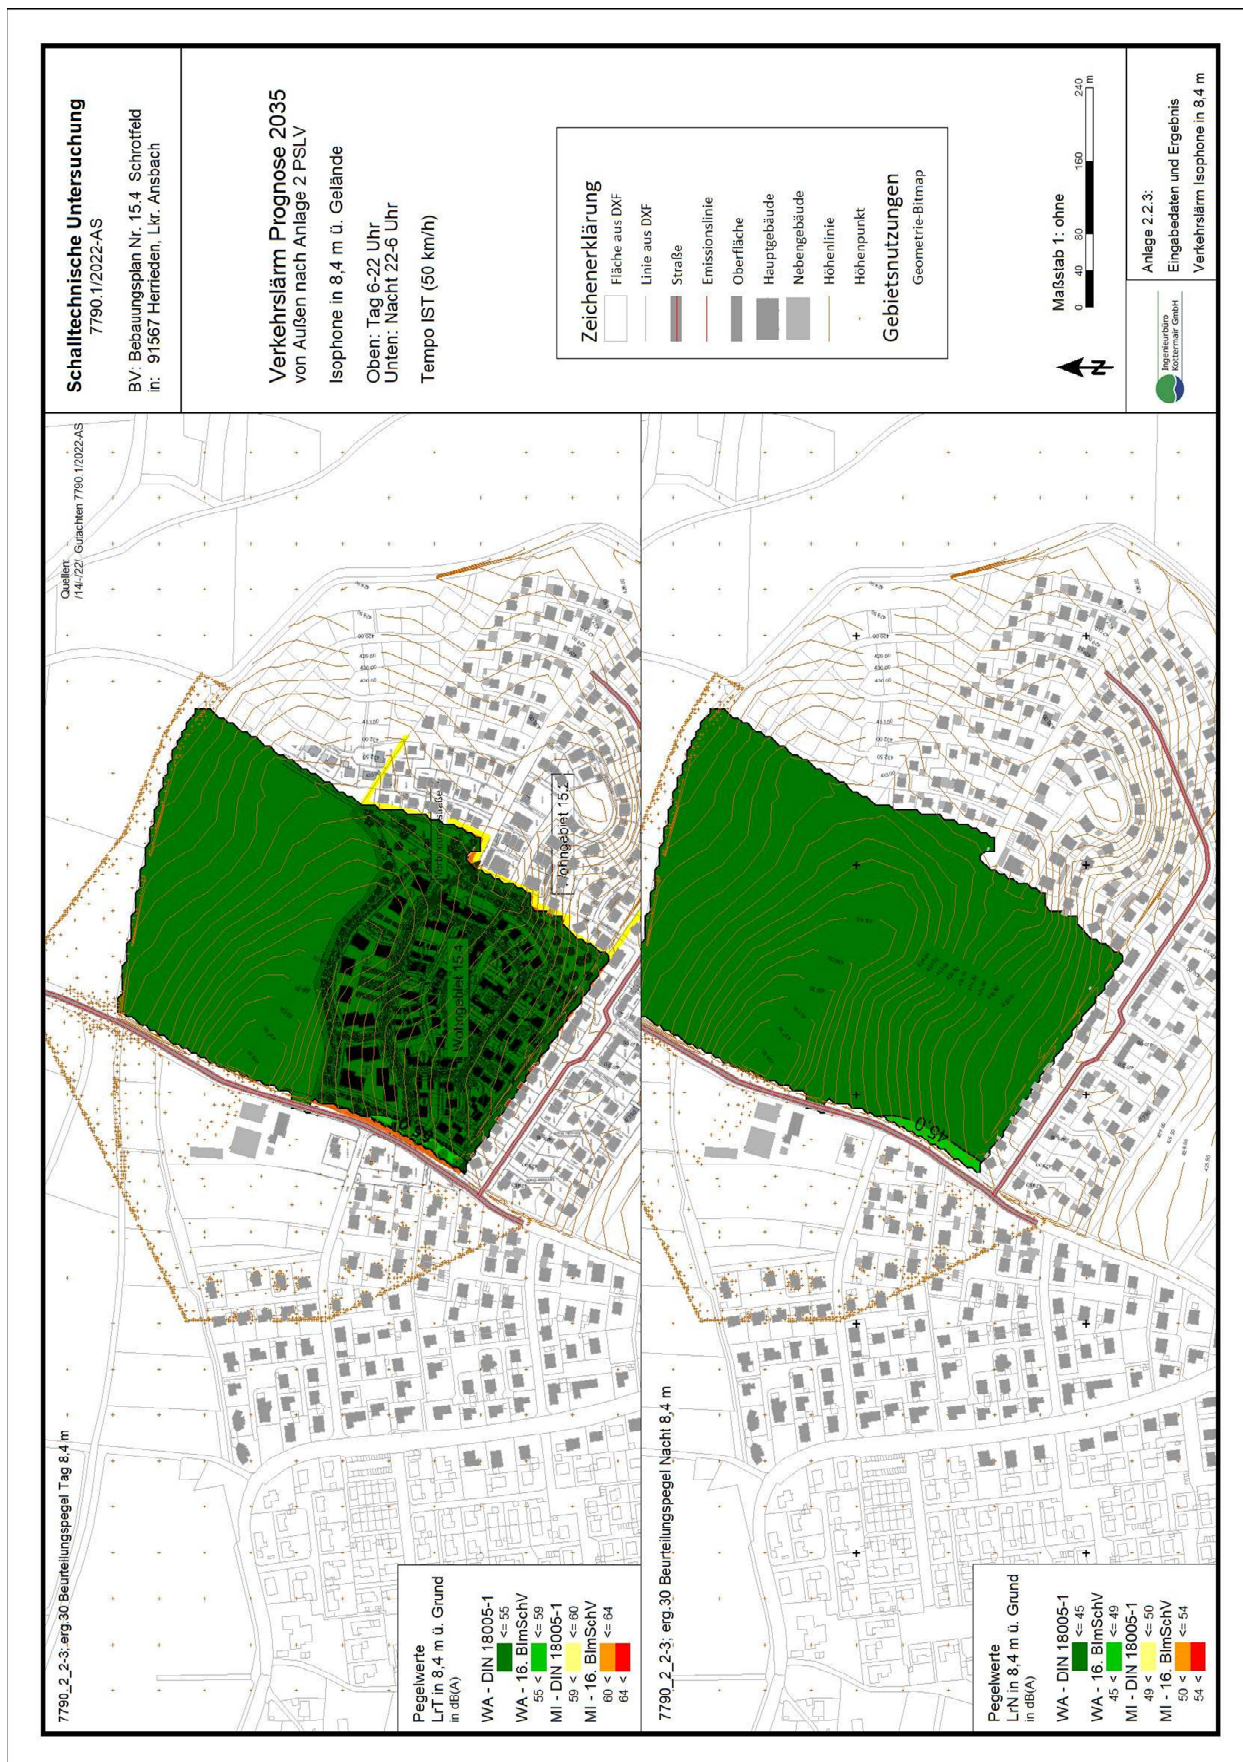 Schalltechnische Untersuchung
7790.1/2022-AS
BV: Bebauungsplan Nr. 15.4 Schrotfeld
in: 91567 Herrieden, Lkr. Ansbach
Verkehrslärm Prognose 2035
von Außen nach Anlage 2 PSLV
Isophone in 8,4 m ü. Gelände
Oben: Tag 6-22 Uhr
Unten: Nacht 22-6 Uhr
Tempo IST (50 km/h)
Zeichenerklärung
Fläche aus DXF
Linie aus DXF
Straße
Emissionslinie
Oberfläche
Hauptgebäude
Nebengebäude
Höhenlinie
Höhenpunkt
Gebietsnutzungen
Geometrie-Bitmap
Maßstab 1: ohne
0 40 80 160 240
m
N
Ingenieurbüro
Kottermair GmbH
Anlage 2.2.3:
Eingabedaten und Ergebnis
Verkehrslärm Isophone in 8,4 m
7790_2_2-3; erg.30 Beurteilungspegel Tag 8,4 m
Quellen:
/14/-/22/ Gutachten 7790.1/2022-AS
Wohngebiet 15.4
Wohngebiet 15.2
Pegelwerte
LrT in 8,4 m ü. Grund
in dB(A)
WA - DIN 18005-1
<= 55
WA - 16. BImSchV
55 < <= 59
MI - DIN 18005-1
59 < <= 60
MI - 16. BImSchV
60 < <= 64
64 <
7790_2_2-3; erg.30 Beurteilungspegel Nacht 8,4 m
45.0
Pegelwerte
LrN in 8,4 m ü. Grund
in dB(A)
WA - DIN 18005-1
<= 45
WA - 16. BImSchV
45 < <= 49
MI - DIN 18005-1
49 < <= 50
MI - 16. BImSchV
50 < <= 54
54 <